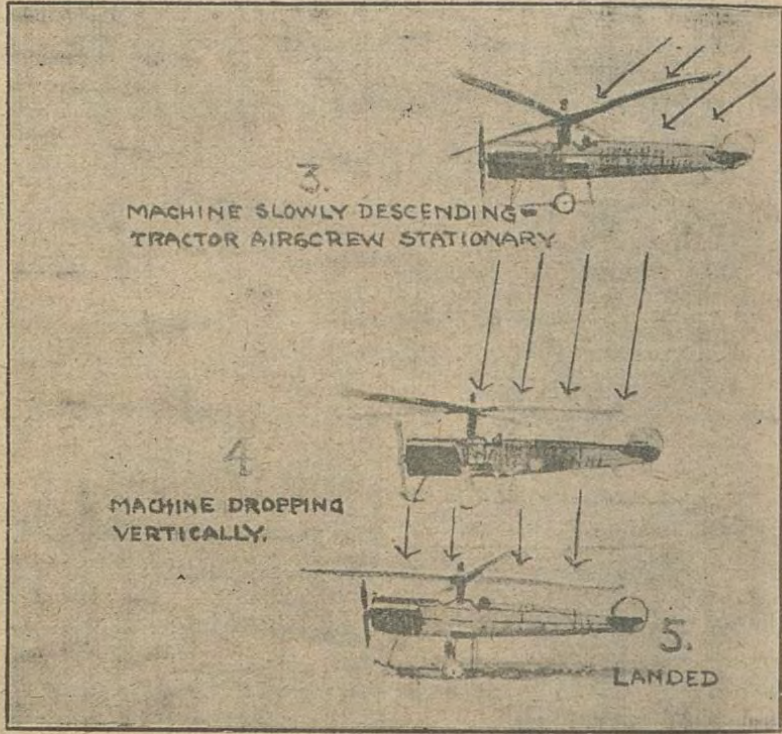 3.
MACHINE SLOWLY DESCENDING-
TRACTOR AIRSCREW STATIONARY
4
MACHINE DROPPING
VERTICALLY.
5.
LANDED